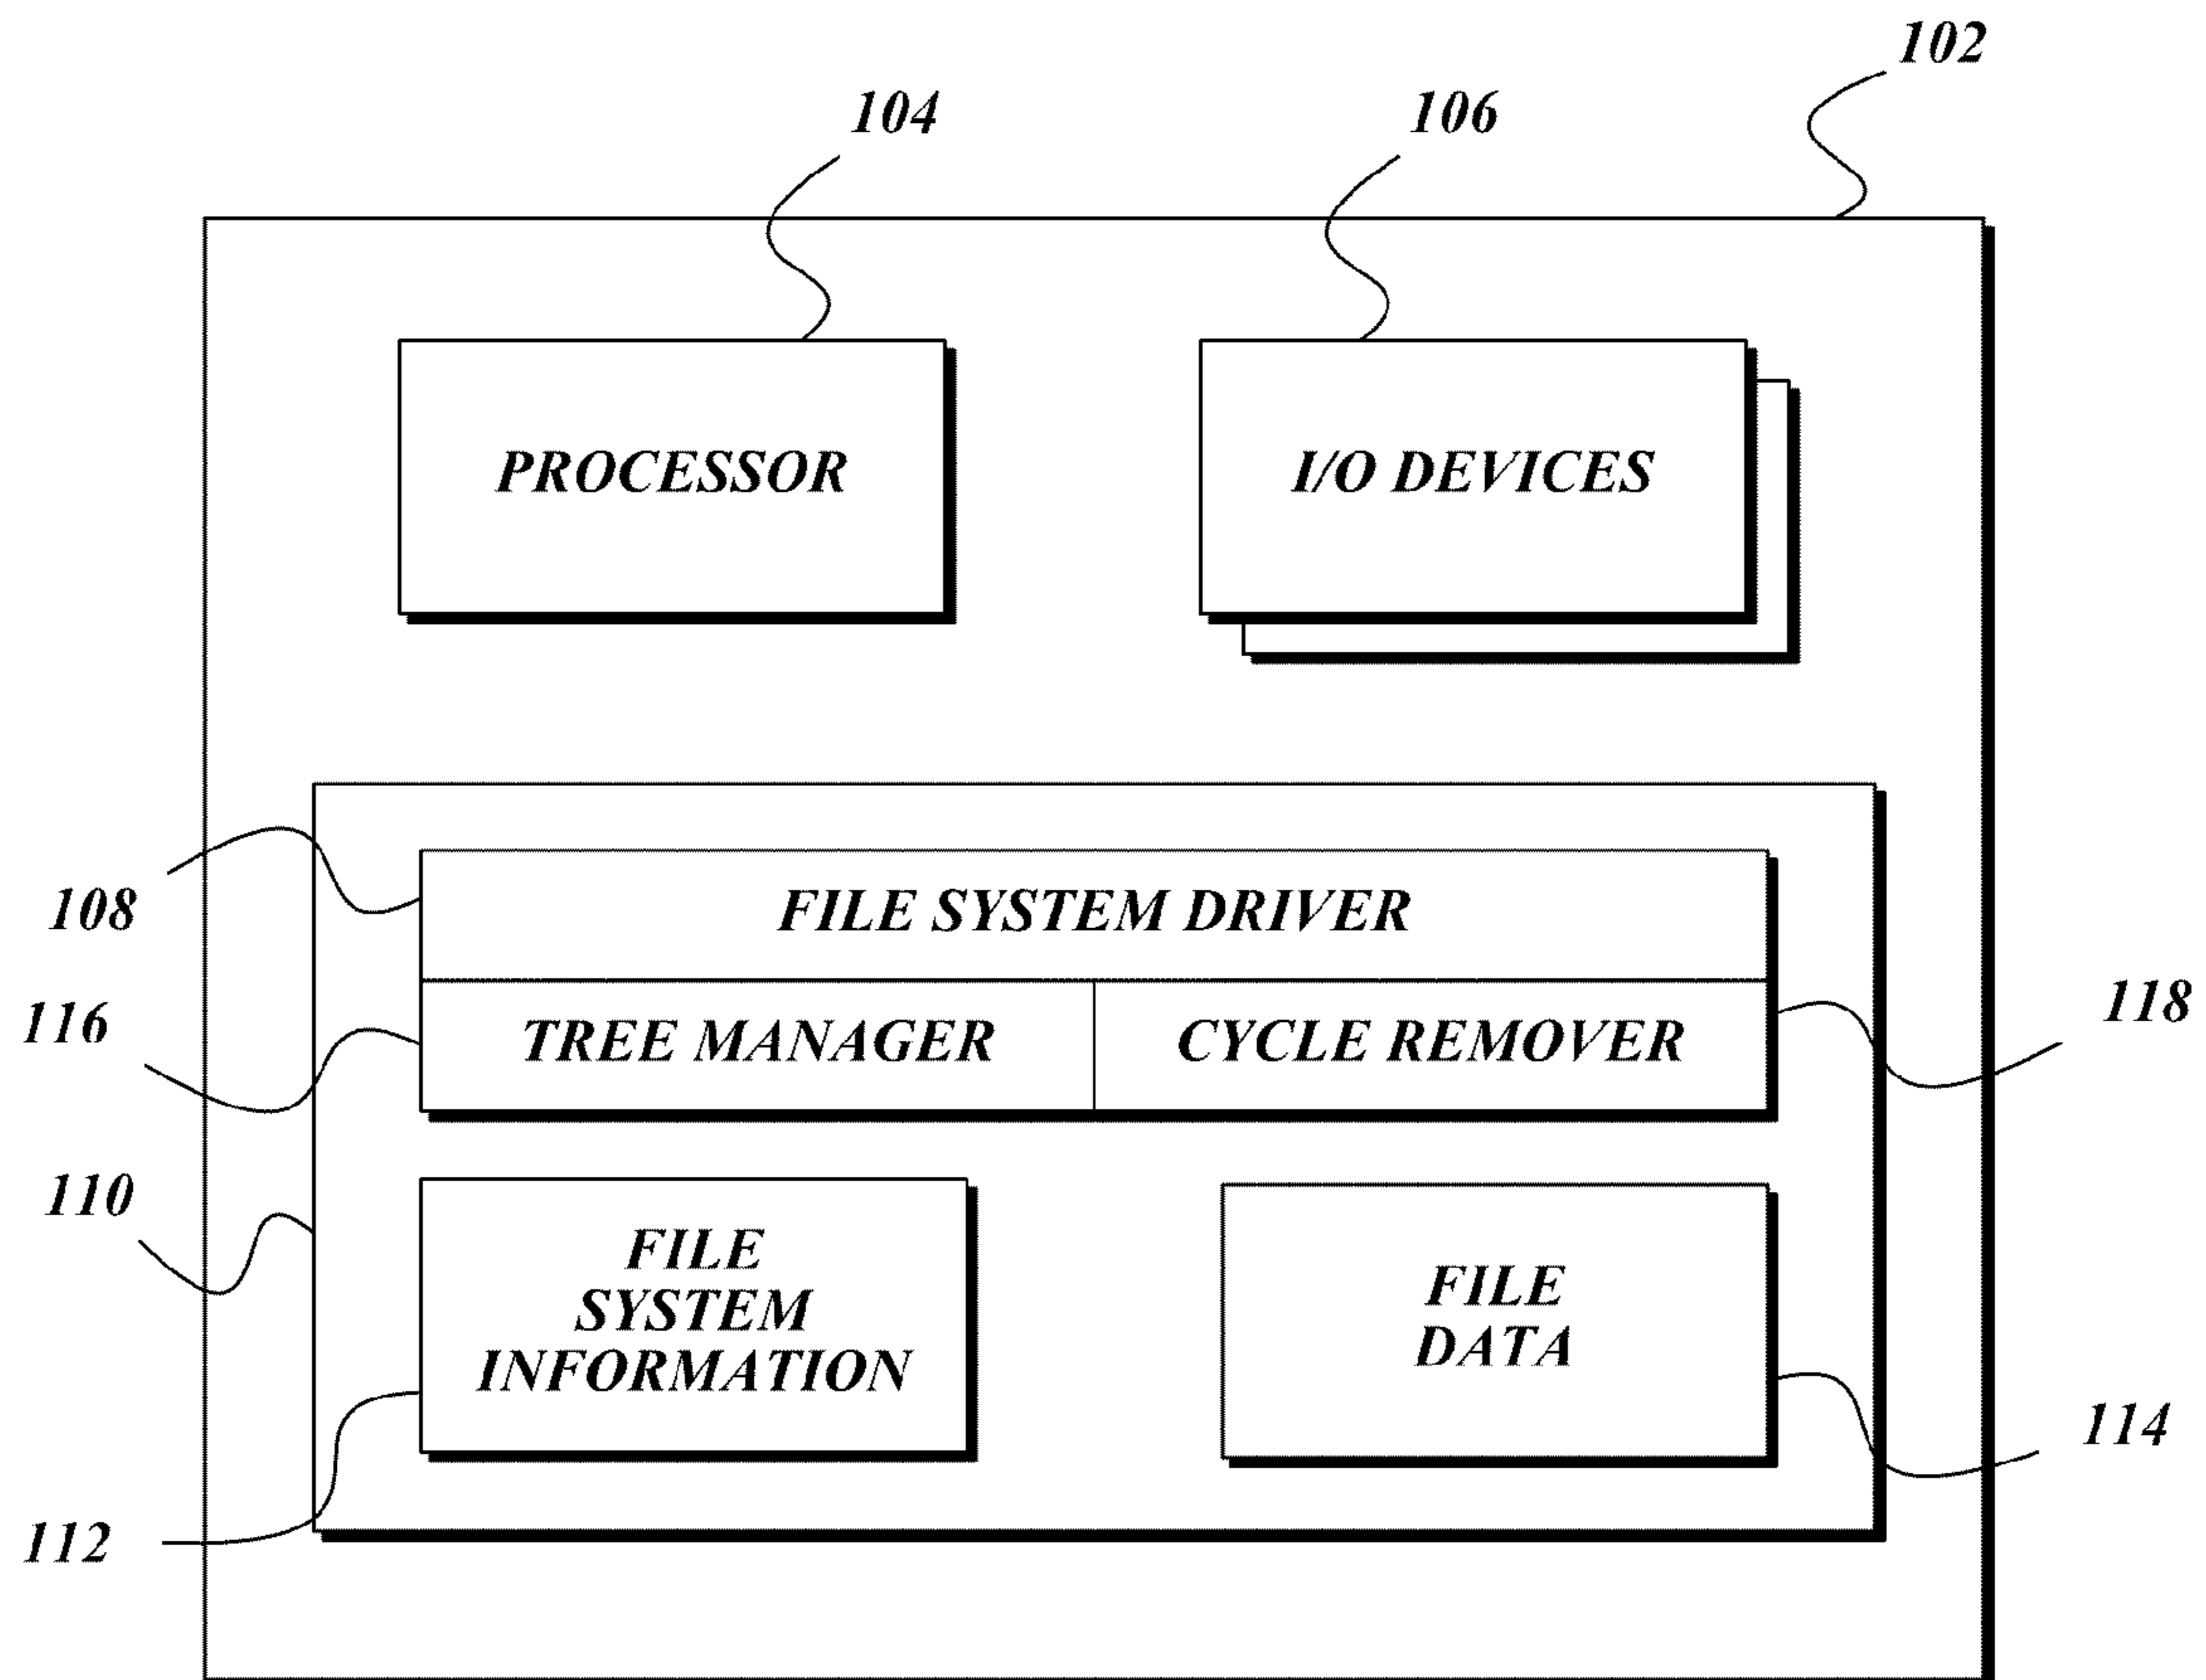 102
104
106
PROCESSOR
I/O DEVICES
108
FILE SYSTEM DRIVER
116
TREE MANAGER
CYCLE REMOVER
118
110
FILE
SYSTEM
INFORMATION
FILE
DATA
112
114